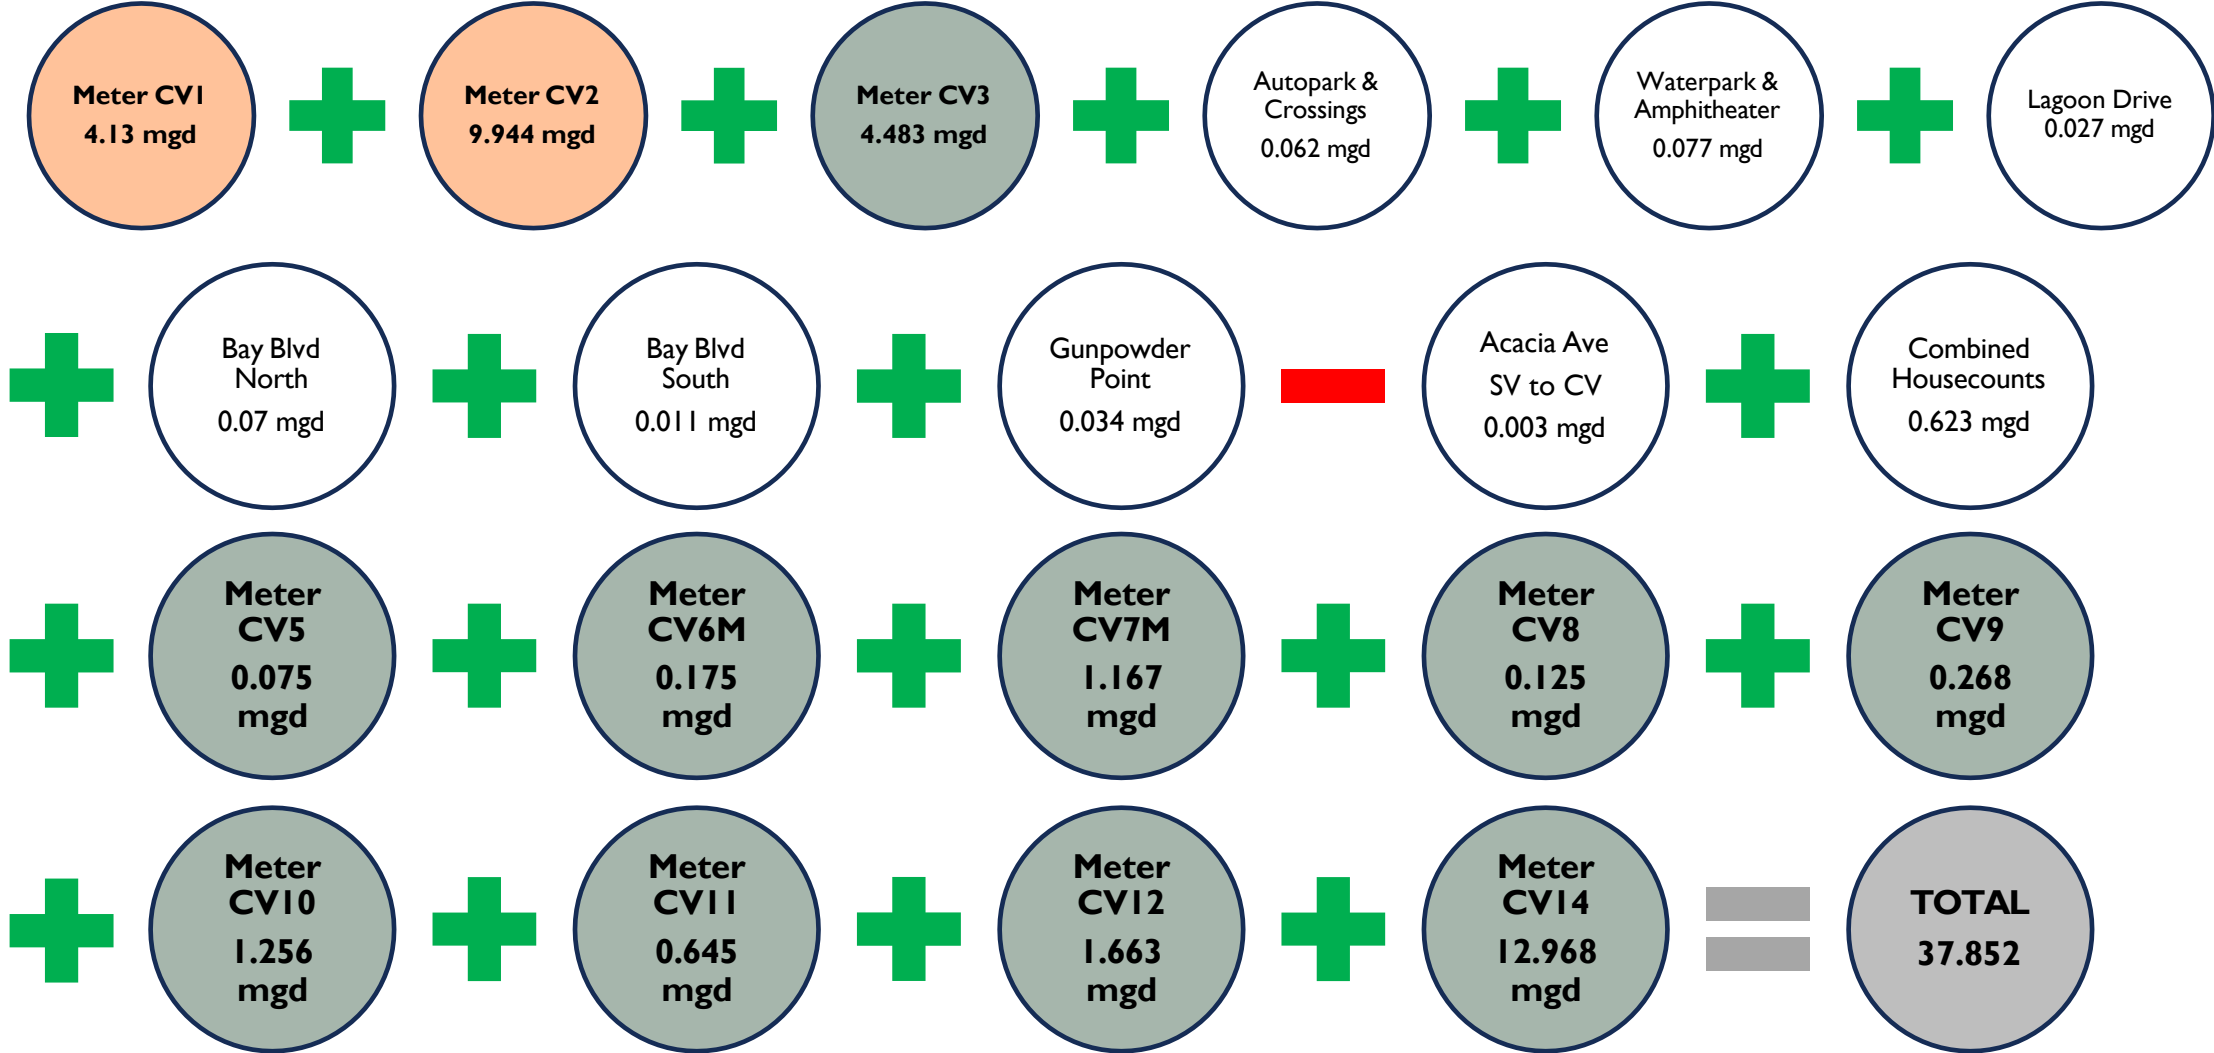 Meter CV1
4.13 mgd
Meter CV2
9.944 mgd
Meter CV3
4.483 mgd
Autopark &
Crossings
0.062 mgd
Waterpark &
Amphitheater
0.077 mgd
Lagoon Drive
0.027 mgd
Bay Blvd
North
0.07 mgd
Bay Blvd
South
0.011 mgd
Gunpowder
Point
0.034 mgd
Acacia Ave
SV to CV
0.003 mgd
Combined
Housecounts
0.623 mgd
Meter
CV5
0.075
mgd
Meter
CV6M
0.175
mgd
Meter
CV7M
1.167
mgd
Meter
CV8
0.125
mgd
Meter
CV9
0.268
mgd
Meter
CV10
1.256
mgd
Meter
CV11
0.645
mgd
Meter
CV12
1.663
mgd
Meter
CV14
12.968
mgd
TOTAL
37.852